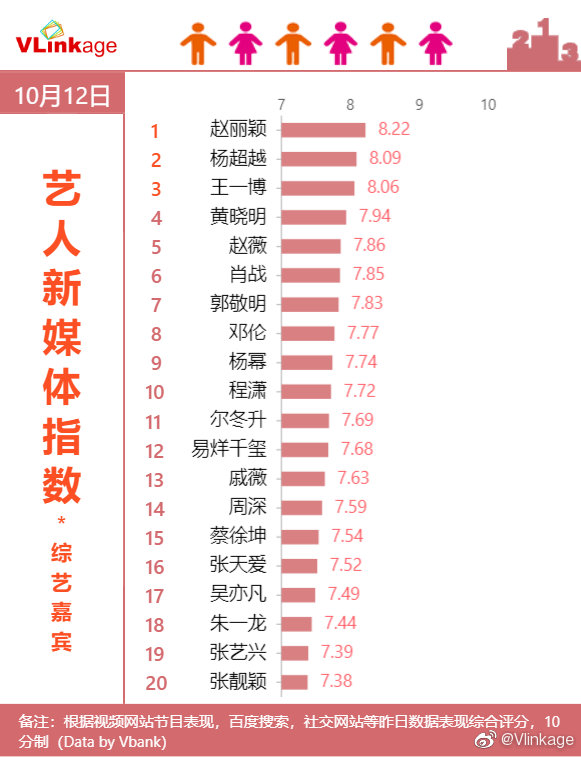 VLinkage
1
2
3
10月12日
7 8 9 10
艺人新媒体指数
*综艺嘉宾
1 赵丽颖 8.22
2 杨超越 8.09
3 王一博 8.06
4 黄晓明 7.94
5 赵薇 7.86
6 肖战 7.85
7 郭敬明 7.83
8 邓伦 7.77
9 杨幂 7.74
10 程潇 7.72
11 尔冬升 7.69
12 易烊千玺 7.68
13 戚薇 7.63
14 周深 7.59
15 蔡徐坤 7.54
16 张天爱 7.52
17 吴亦凡 7.49
18 朱一龙 7.44
19 张艺兴 7.39
20 张靓颖 7.38
备注：根据视频网站节目表现，百度搜索，社交网站等昨日数据表现综合评分，10
分制（Data by Vbank）
@Vlinkage